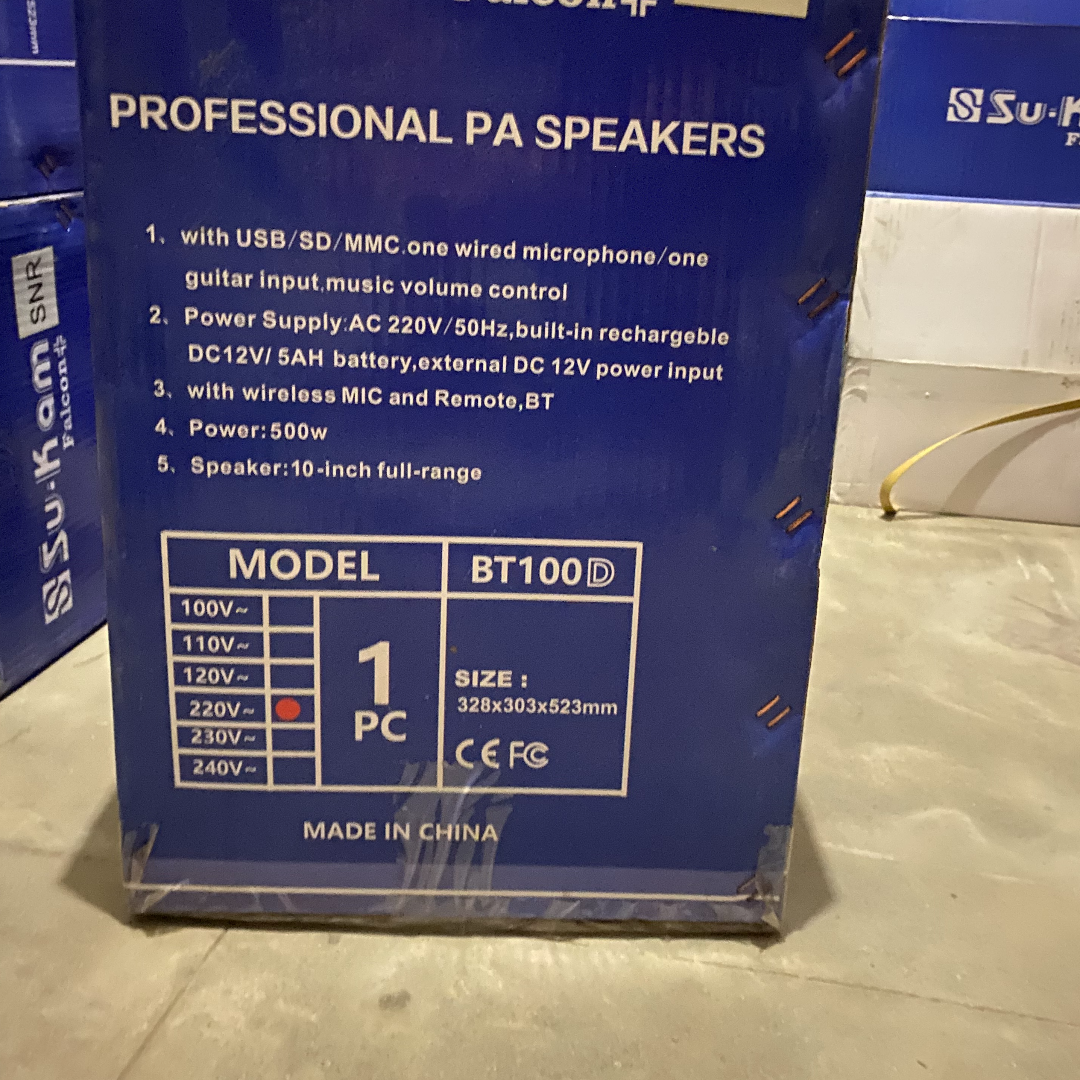 Falcon
PROFESSIONAL PA SPEAKERS
1、with USB/SD/MMC.one wired microphone/one
guitar input,music volume control
2、Power Supply:AC 220V/50Hz,built-in rechargeble
DC12V/ 5AH battery,external DC 12V power input
3、with wireless MIC and Remote,BT
4、Power:500w
5、Speaker:10-inch full-range
MODEL
BT100D
100V~
110V~
120V~
220V~
230V~
240V~
1
PC
SIZE :
328x303x523mm
CE FC
MADE IN CHINA
Su-Kam
Falcon
SNR
Su-K